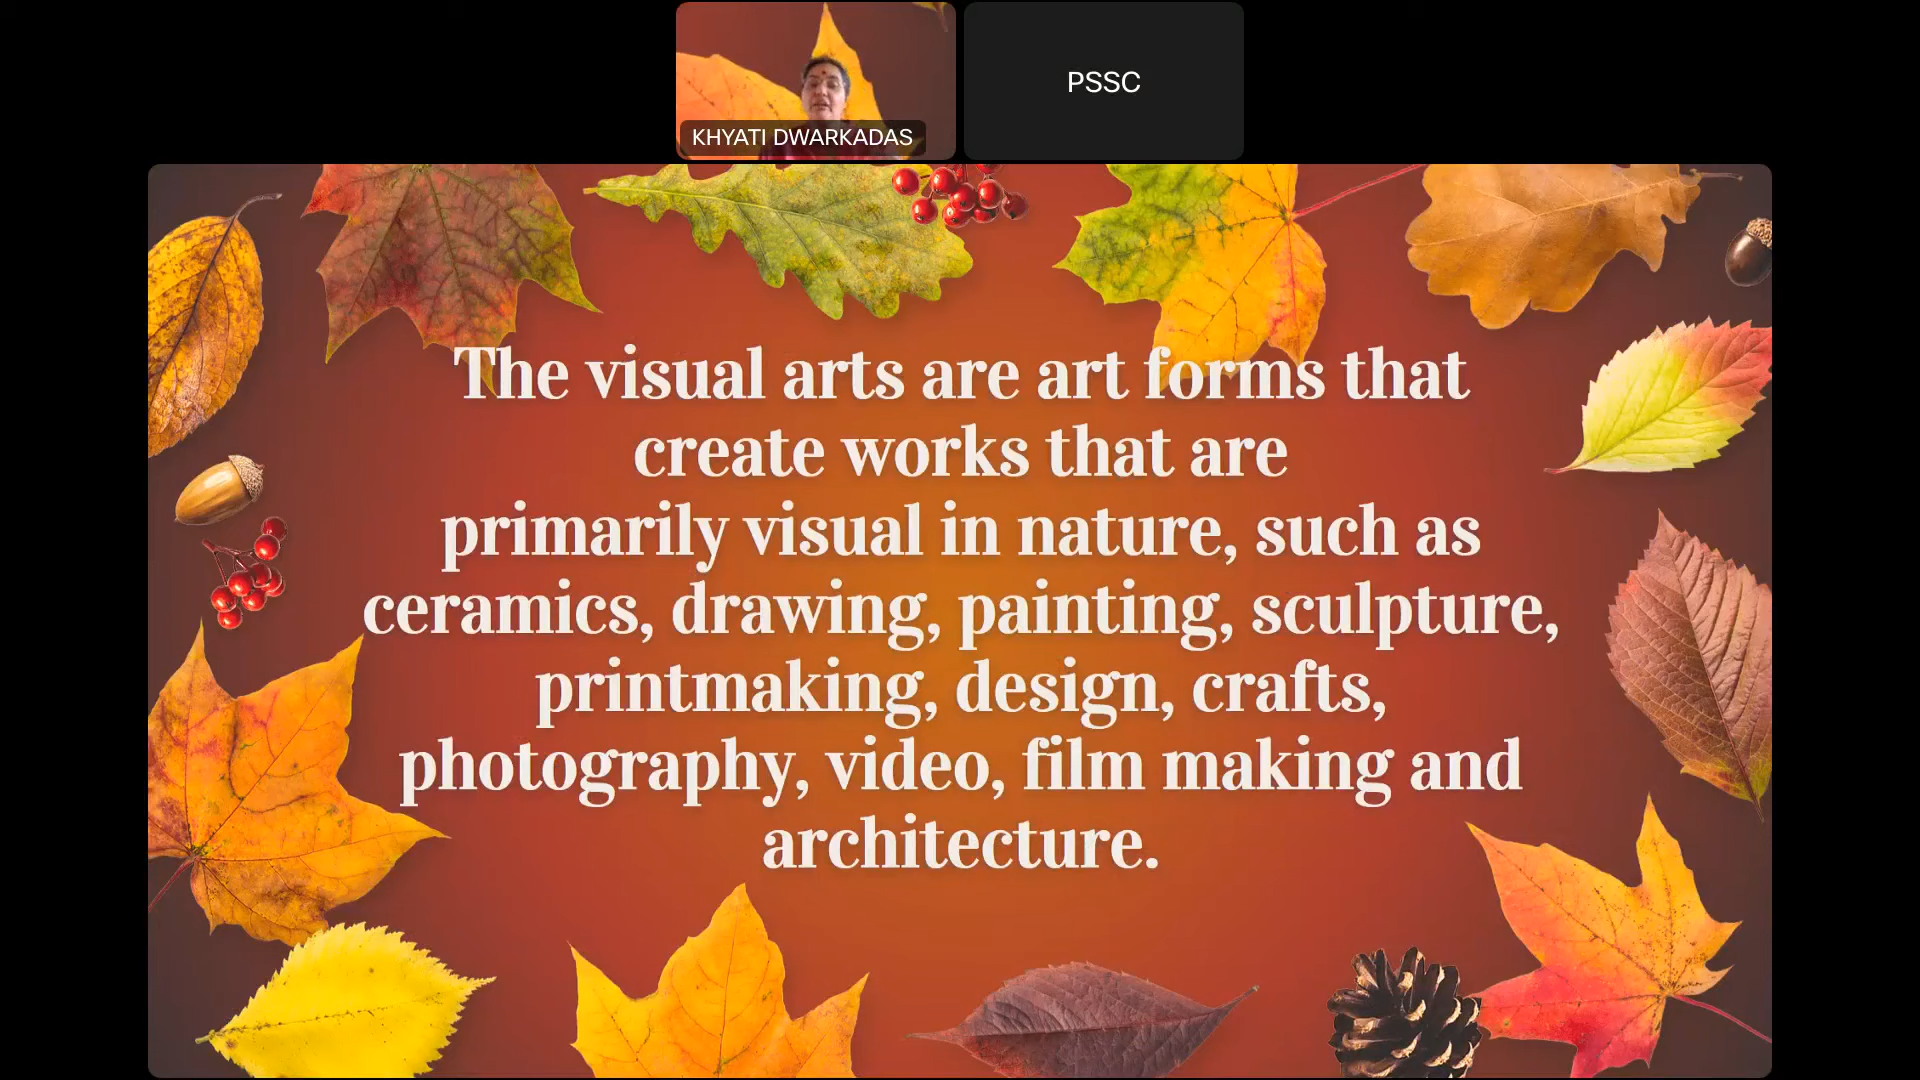 PSSC
KHYATI DWARKADAS
The visual arts are art forms that
create works that are
primarily visual in nature, such as
ceramics, drawing, painting, sculpture,
printmaking, design, crafts,
photography, video, film making and
architecture.